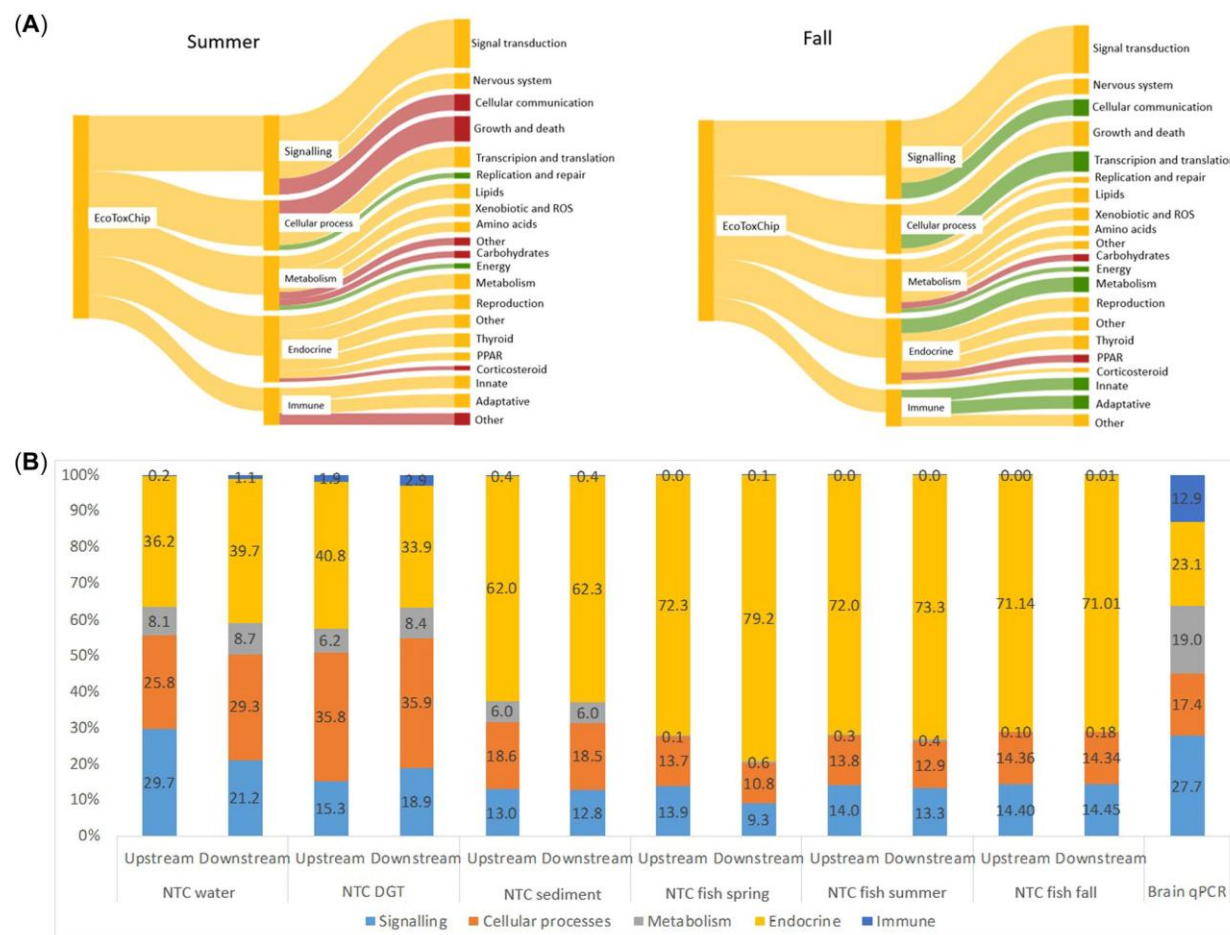 (A)
Summer
EcoToxChip
Signalling
Cellular process
Metabolism
Endocrine
Immune
Signal transduction
Nervous system
Cellular communication
Growth and death
Transcripion and translation
Replication and repair
Lipids
Xenobiotic and ROS
Amino acids
Other
Carbohydrates
Energy
Metabolism
Reproduction
Other
Thyroid
PPAR
Corticosteroid
Innate
Adaptative
Other
Fall
EcoToxChip
Signalling
Cellular process
Metabolism
Endocrine
Immune
Signal transduction
Nervous system
Cellular communication
Growth and death
Transcripion and translation
Replication and repair
Lipids
Xenobiotic and ROS
Amino acids
Other
Carbohydrates
Energy
Metabolism
Reproduction
Other
Thyroid
PPAR
Corticosteroid
Innate
Adaptative
Other
(B)
100%
90%
80%
70%
60%
50%
40%
30%
20%
10%
0%
0.2 1.1 1.9 2.9 0.4 0.4 0.0 0.1 0.0 0.0 0.00 0.01 12.9
36.2 39.7 40.8 33.9 62.0 62.3 72.3 79.2 72.0 73.3 71.14 71.01 23.1
8.1 8.7 6.2 8.4 6.0 6.0 0.1 0.6 0.3 0.4 0.10 0.18 19.0
25.8 29.3 35.8 35.9 18.6 18.5 13.7 10.8 13.8 12.9 14.36 14.34 17.4
29.7 21.2 15.3 18.9 13.0 12.8 13.9 9.3 14.0 13.3 14.40 14.45 27.7
Upstream Downstream Upstream Downstream Upstream Downstream Upstream Downstream Upstream Downstream Upstream Downstream
NTC water NTC DGT NTC sediment NTC fish spring NTC fish summer NTC fish fall Brain qPCR
Signalling Cellular processes Metabolism Endocrine Immune